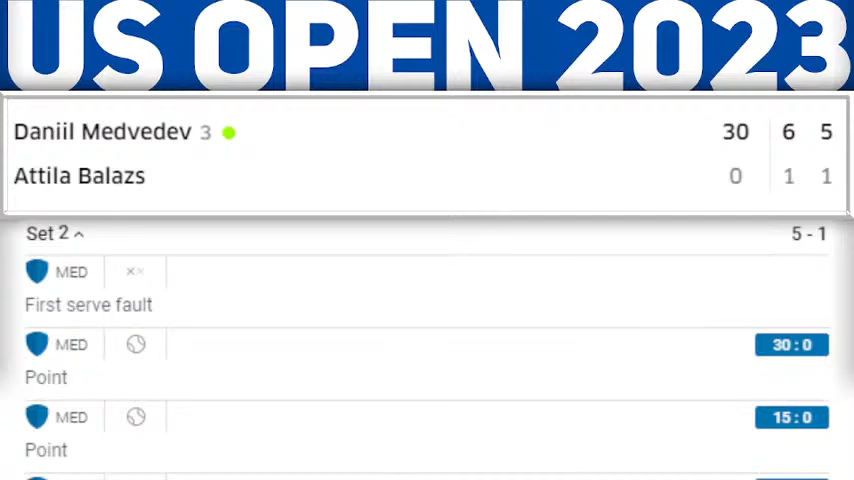 US OPEN 2023
Daniil Medvedev 3 30 6 5
Attila Balazs 0 1 1
Set 2 5 - 1
MED
First serve fault
MED 30 : 0
Point
MED 15 : 0
Point